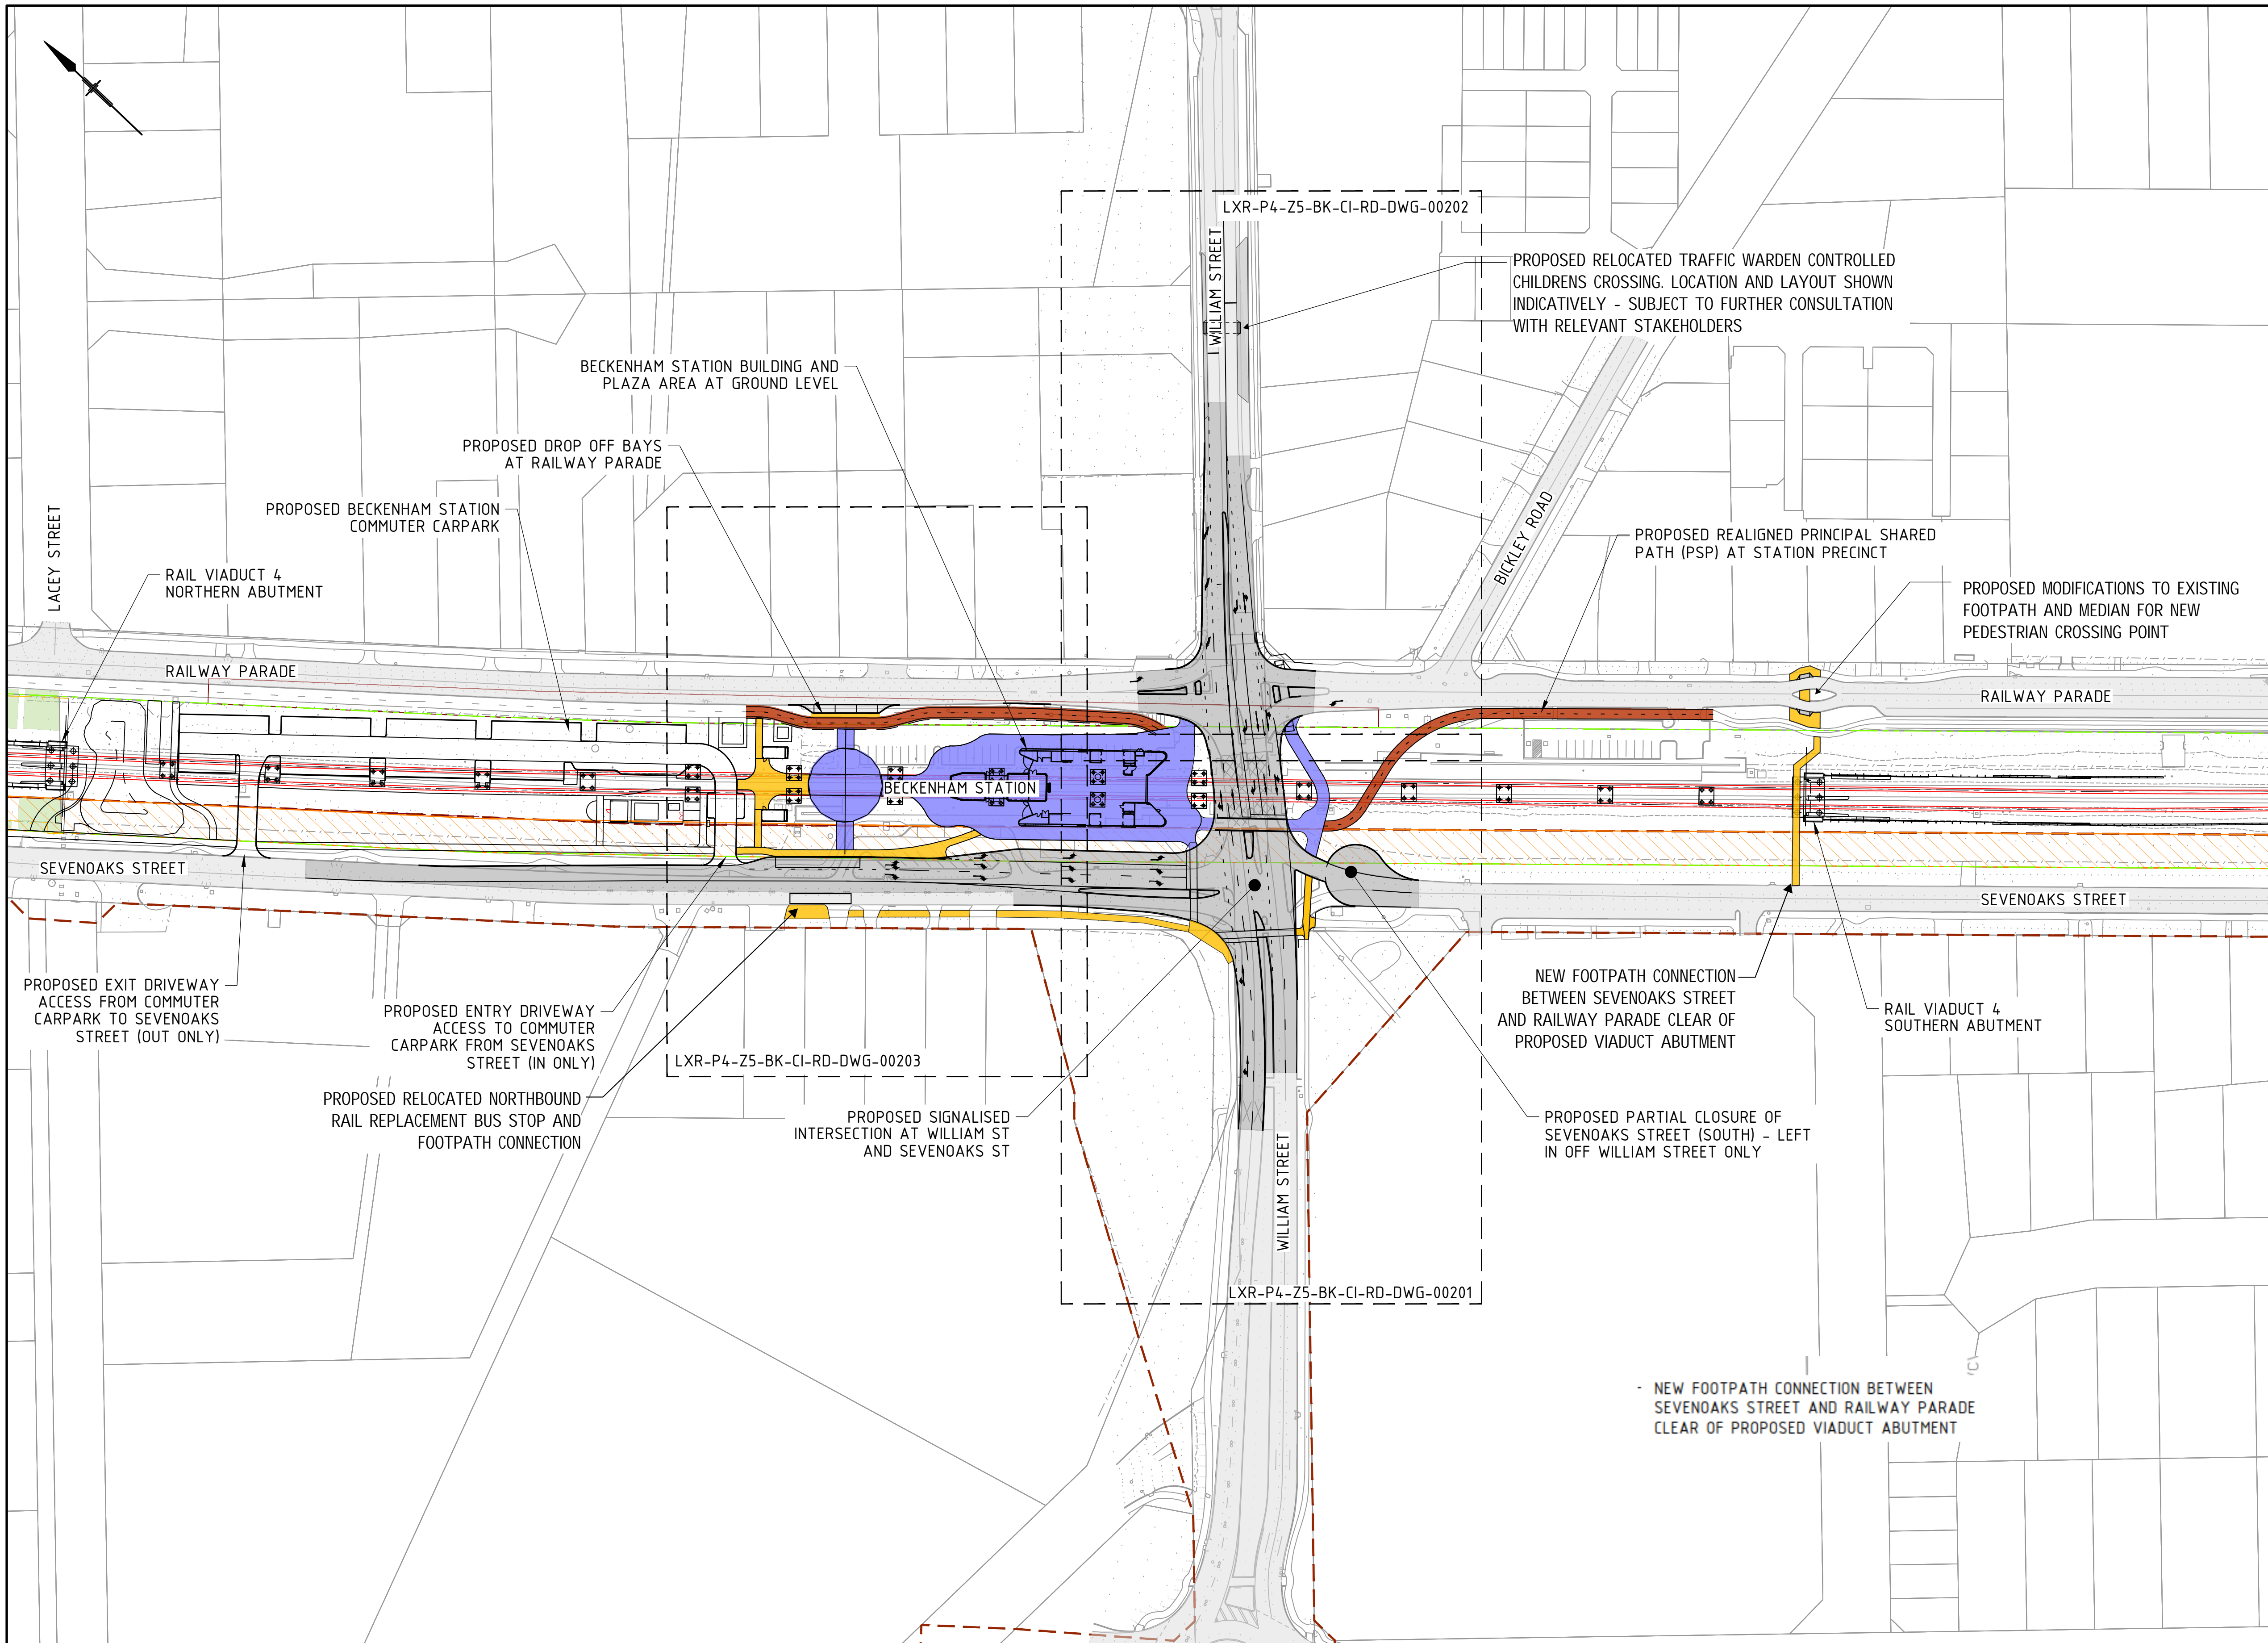 LXR-P4-Z5-BK-CI-RD-DWG-00202
WILLIAM STREET
PROPOSED RELOCATED TRAFFIC WARDEN CONTROLLED
CHILDRENS CROSSING. LOCATION AND LAYOUT SHOWN
INDICATIVELY - SUBJECT TO FURTHER CONSULTATION
WITH RELEVANT STAKEHOLDERS
BECKENHAM STATION BUILDING AND
PLAZA AREA AT GROUND LEVEL
PROPOSED DROP OFF BAYS
AT RAILWAY PARADE
PROPOSED BECKENHAM STATION
COMMUTER CARPARK
LACEY STREET
RAIL VIADUCT 4
NORTHERN ABUTMENT
BICKLEY ROAD
PROPOSED REALIGNED PRINCIPAL SHARED
PATH (PSP) AT STATION PRECINCT
PROPOSED MODIFICATIONS TO EXISTING
FOOTPATH AND MEDIAN FOR NEW
PEDESTRIAN CROSSING POINT
RAILWAY PARADE
RAILWAY PARADE
BECKENHAM STATION
SEVENOAKS STREET
SEVENOAKS STREET
PROPOSED EXIT DRIVEWAY
ACCESS FROM COMMUTER
CARPARK TO SEVENOAKS
STREET (OUT ONLY)
PROPOSED ENTRY DRIVEWAY
ACCESS TO COMMUTER
CARPARK FROM SEVENOAKS
STREET (IN ONLY)
LXR-P4-Z5-BK-CI-RD-DWG-00203
NEW FOOTPATH CONNECTION
BETWEEN SEVENOAKS STREET
AND RAILWAY PARADE CLEAR OF
PROPOSED VIADUCT ABUTMENT
RAIL VIADUCT 4
SOUTHERN ABUTMENT
PROPOSED RELOCATED NORTHBOUND
RAIL REPLACEMENT BUS STOP AND
FOOTPATH CONNECTION
PROPOSED SIGNALISED
INTERSECTION AT WILLIAM ST
AND SEVENOAKS ST
PROPOSED PARTIAL CLOSURE OF
SEVENOAKS STREET (SOUTH) - LEFT
IN OFF WILLIAM STREET ONLY
WILLIAM STREET
LXR-P4-Z5-BK-CI-RD-DWG-00201
- NEW FOOTPATH CONNECTION BETWEEN
SEVENOAKS STREET AND RAILWAY PARADE
CLEAR OF PROPOSED VIADUCT ABUTMENT